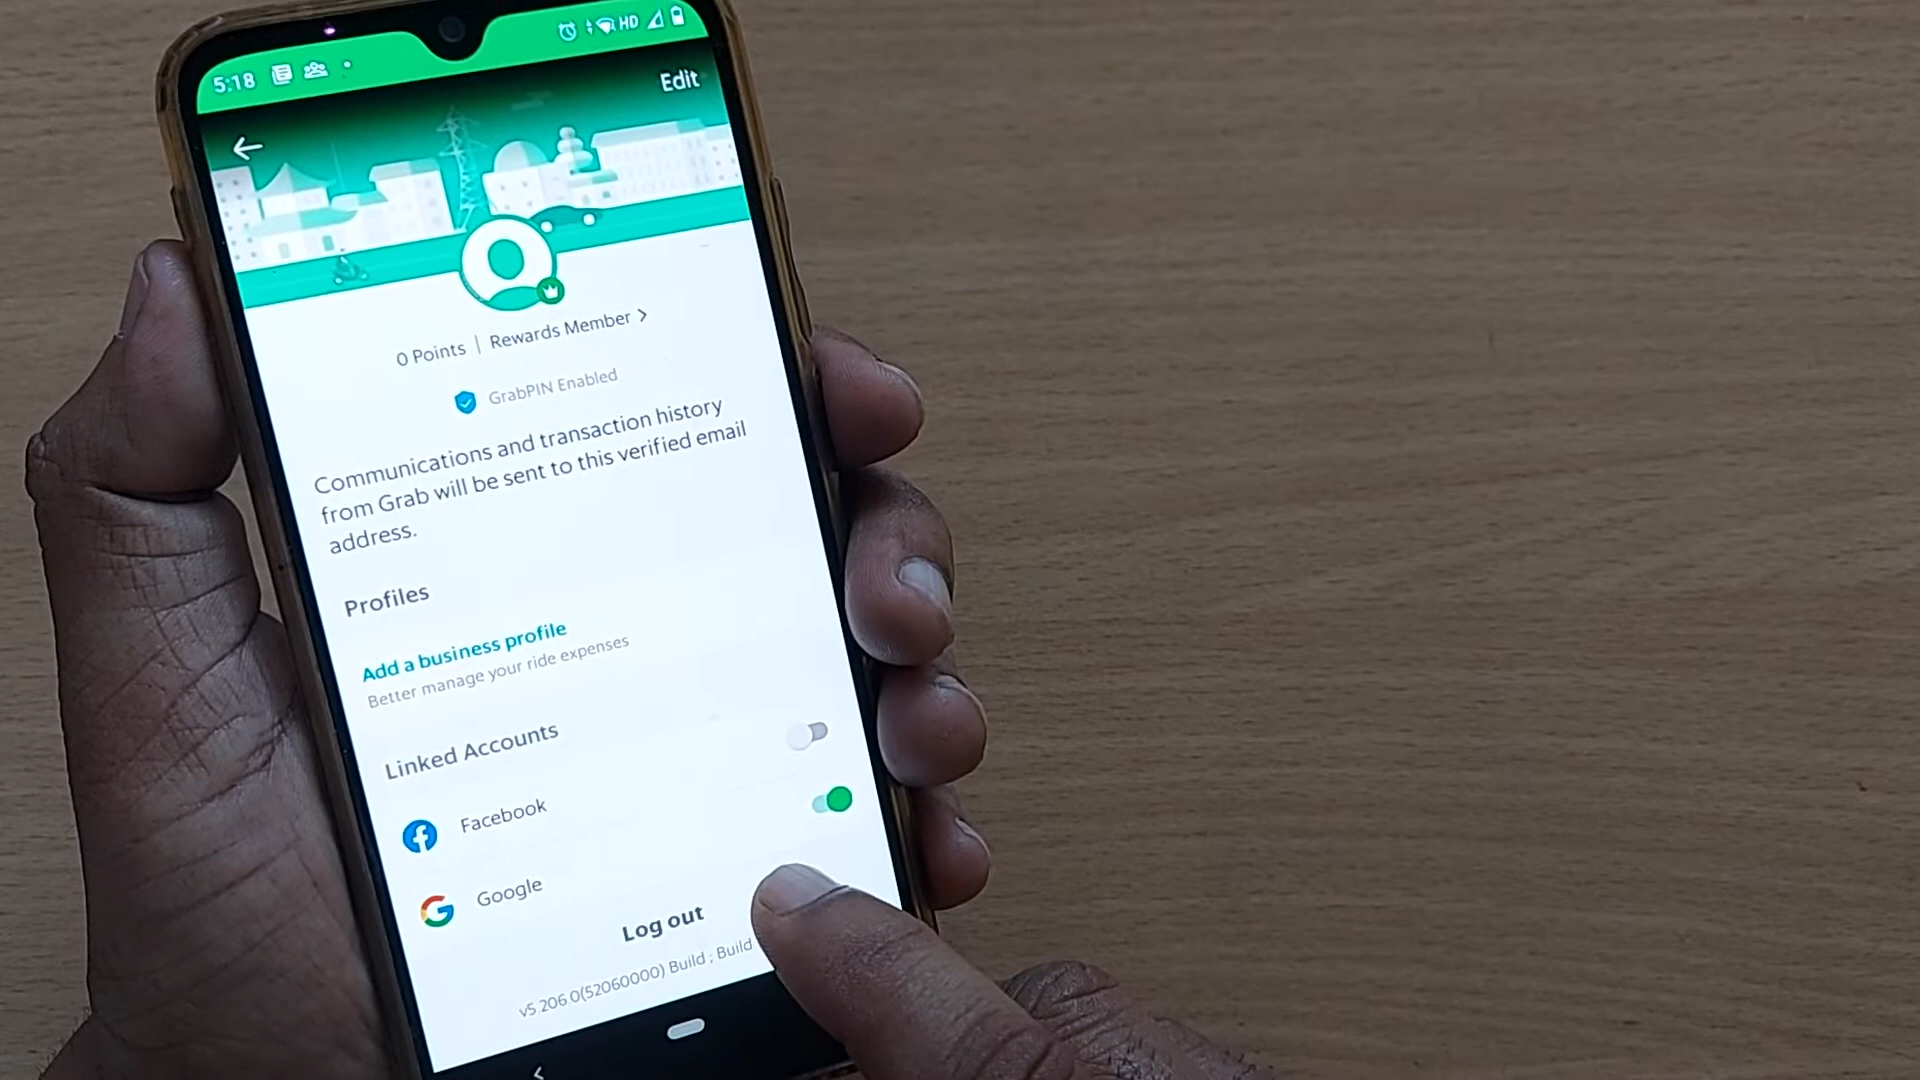 5:18 HD
Edit
0 Points | Rewards Member >
GrabPIN Enabled
Communications and transaction history
from Grab will be sent to this verified email
address.
Profiles
Add a business profile
Better manage your ride expenses
Linked Accounts
Facebook
Google
Log out
v5.206.0(52060000) Build ; Build